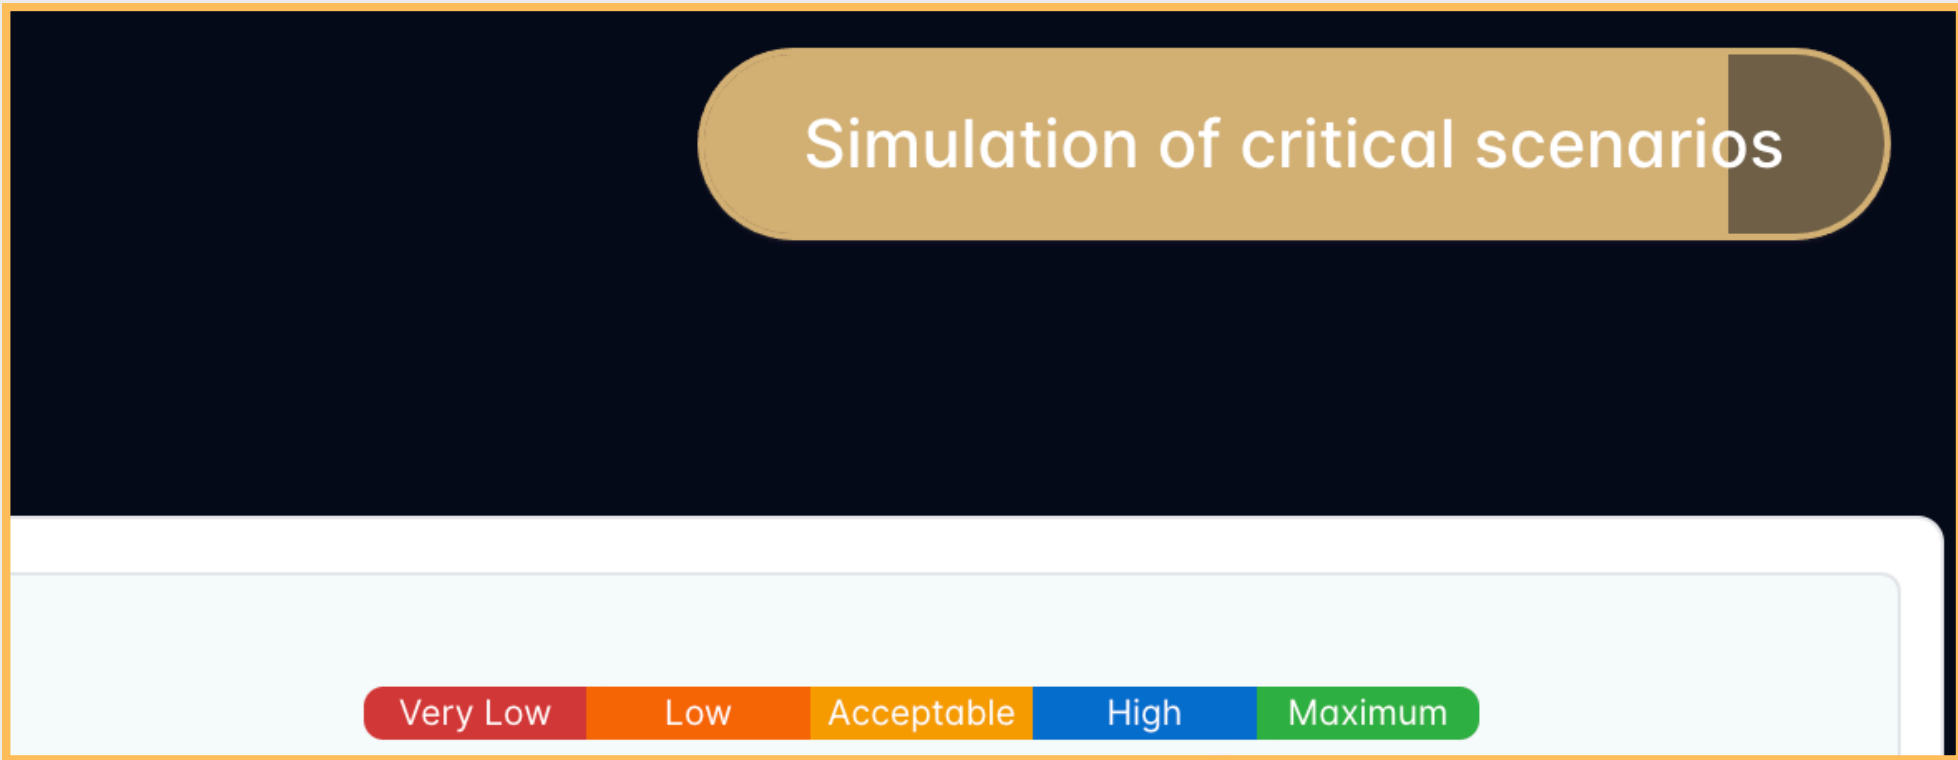 Simulation of critical scenarios
Very Low Low Acceptable High Maximum